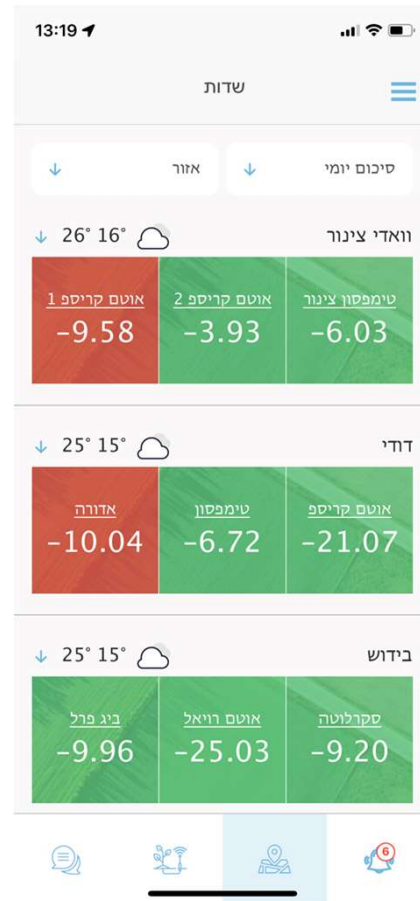 13:19
שדות
סיכום יומי
אזור
וואדי צינור
26° 16°
טימפסון צינור
אוטם קריספ 2
אוטם קריספ 1
-6.03
-3.93
-9.58
דודי
25° 15°
אוטם קריספ
טימפסון
אדורה
-21.07
-6.72
-10.04
בידוש
25° 15°
סקרלוטה
אוטם רויאל
ביג פרל
-9.20
-25.03
-9.96
6